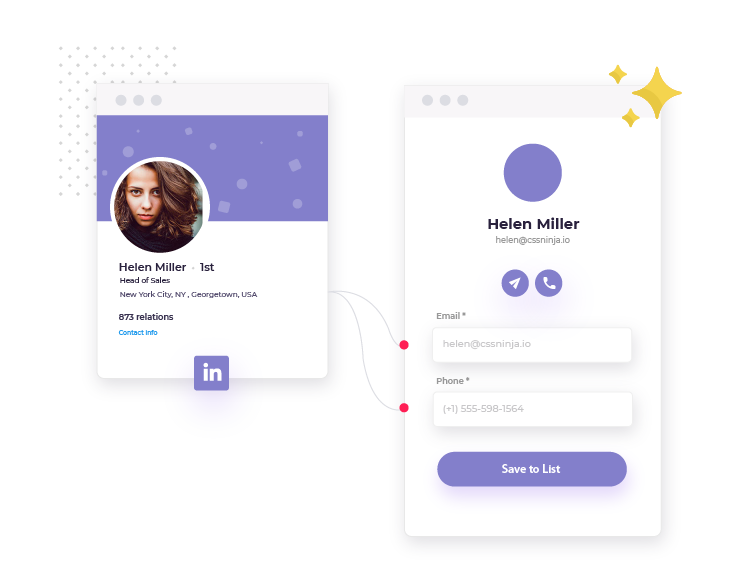 Helen Miller · 1st
Head of Sales
New York City, NY , Georgetown, USA
873 relations
Contact info
in
Helen Miller
helen@cssninja.io
Email *
helen@cssninja.io
Phone *
(+1) 555-598-1564
Save to List